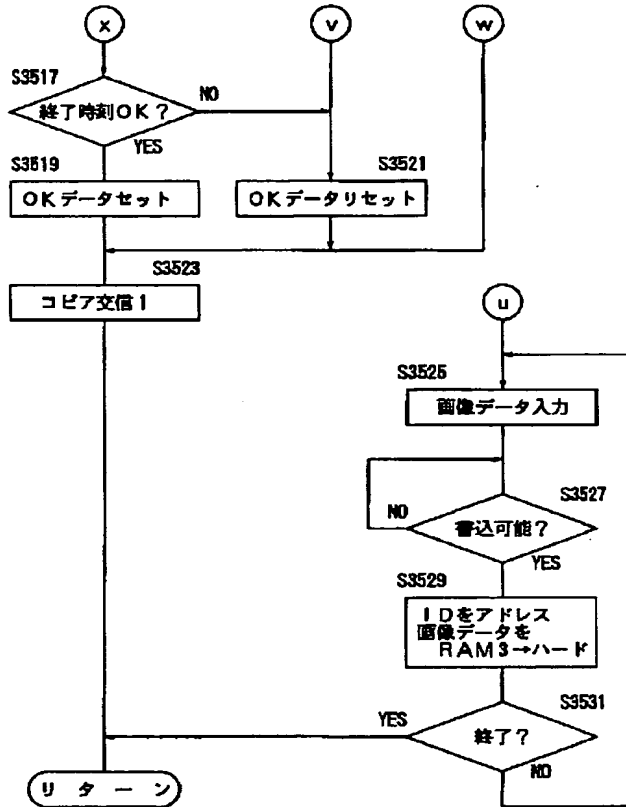 x
v
w
S3517
終了時刻OK?
NO
YES
S3519
OKデータセット
S3521
OKデータリセット
S3523
コピア交信1
u
S3525
画像データ入力
S3527
書込可能?
NO
YES
S3529
IDをアドレス
画像データを
RAM3→ハード
S3531
終了?
YES
NO
リターン